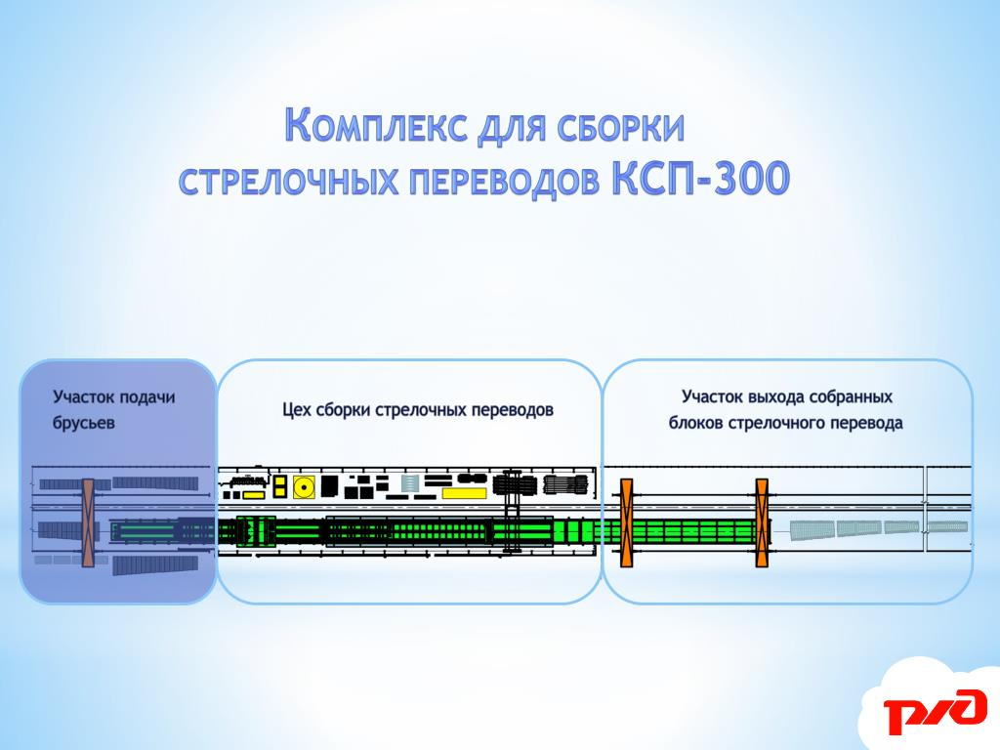 Комплекс для сборки
стрелочных переводов КСП-300
Участок подачи
брусьев
Цех сборки стрелочных переводов
Участок выхода собранных
блоков стрелочного перевода
ржд